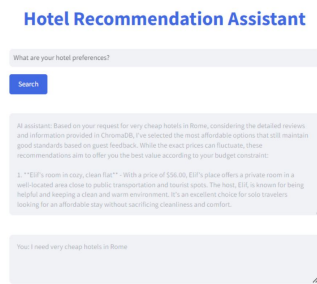 Hotel Recommendation Assistant
What are your hotel preferences?
Search
AI assistant: Based on your request for very cheap hotels in Rome, considering the detailed reviews
and information provided in ChromaDB, I've selected the most affordable options that still maintain
good standards based on guest feedback. While the exact prices can fluctuate, these
recommendations aim to offer you the best value according to your budget constraint:
1. **Elif's room in cozy, clean flat** - With a price of $56.00, Elif's place offers a private room in a
well-located area close to public transportation and tourist spots. The host, Elif, is known for being
helpful and keeping a clean and warm environment. It's an excellent choice for solo travelers
looking for an affordable stay without sacrificing cleanliness and comfort.
You: I need very cheap hotels in Rome